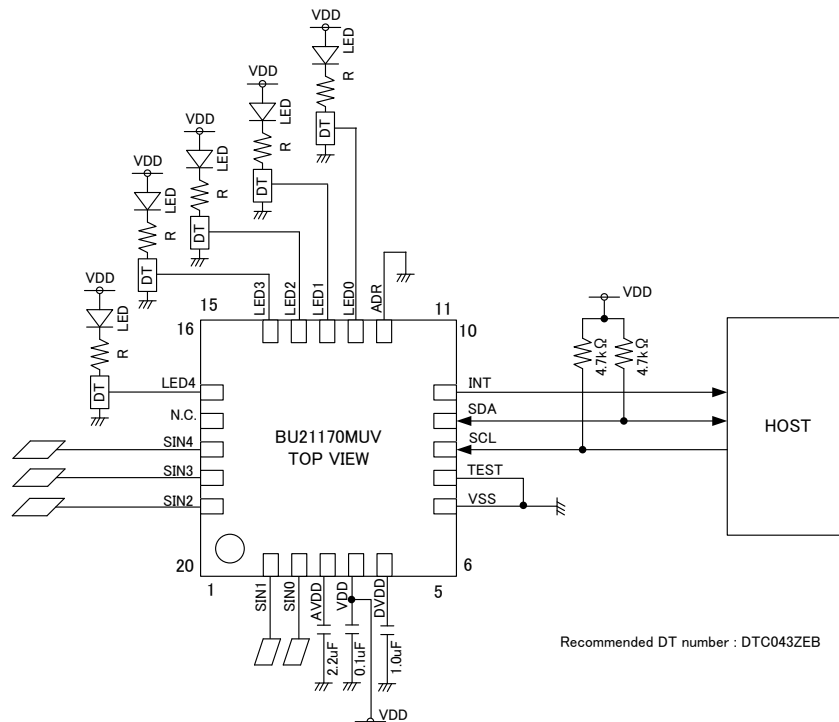 VDD
LED
R
DT
VDD
LED
R
DT
VDD
LED
R
DT
VDD
LED
R
DT
VDD
LED
R
DT
LED3
LED2
LED1
LED0
ADR
15
11
16
10
VDD
4.7kΩ
4.7kΩ
LED4
N.C.
SIN4
SIN3
SIN2
BU21170MUV
TOP VIEW
INT
SDA
SCL
TEST
VSS
HOST
20
6
1
5
SIN1
SIN0
AVDD
VDD
DVDD
2.2uF
0.1uF
1.0uF
VDD
Recommended DT number : DTC043ZEB